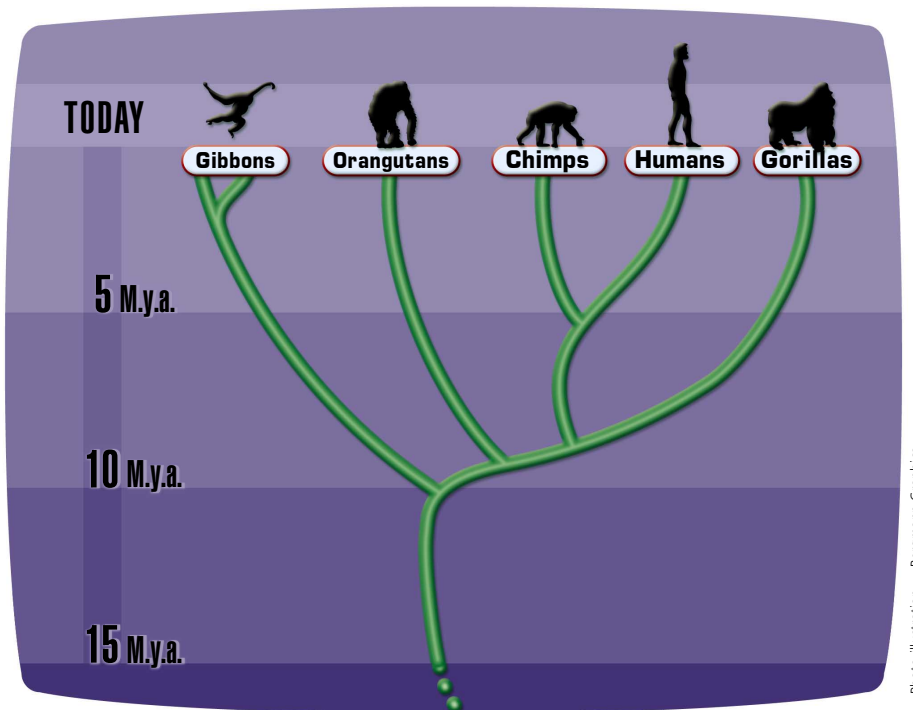 TODAY
Gibbons
Orangutans
Chimps
Humans
Gorillas
5 M.y.a.
10 M.y.a.
15 M.y.a.